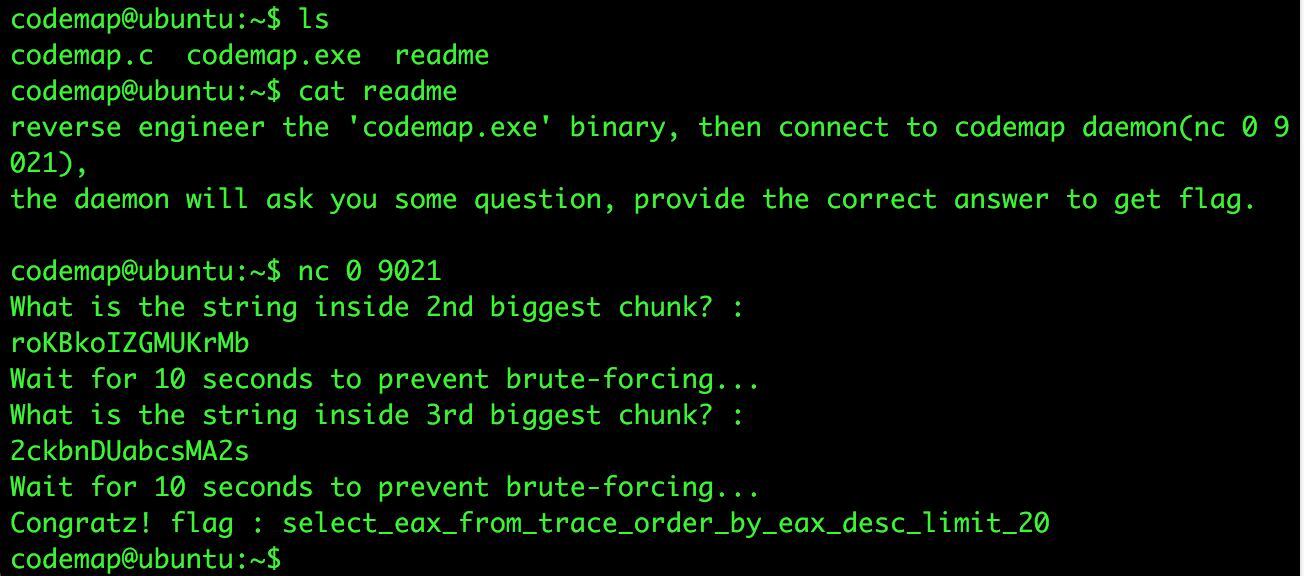 codemap@ubuntu:~$ ls
codemap.c  codemap.exe  readme
codemap@ubuntu:~$ cat readme
reverse engineer the 'codemap.exe' binary, then connect to codemap daemon(nc 0 9
021),
the daemon will ask you some question, provide the correct answer to get flag.
codemap@ubuntu:~$ nc 0 9021
What is the string inside 2nd biggest chunk? :
roKBkoIZGMUKrMb
Wait for 10 seconds to prevent brute-forcing...
What is the string inside 3rd biggest chunk? :
2ckbnDUabcsMA2s
Wait for 10 seconds to prevent brute-forcing...
Congratz! flag : select_eax_from_trace_order_by_eax_desc_limit_20
codemap@ubuntu:~$